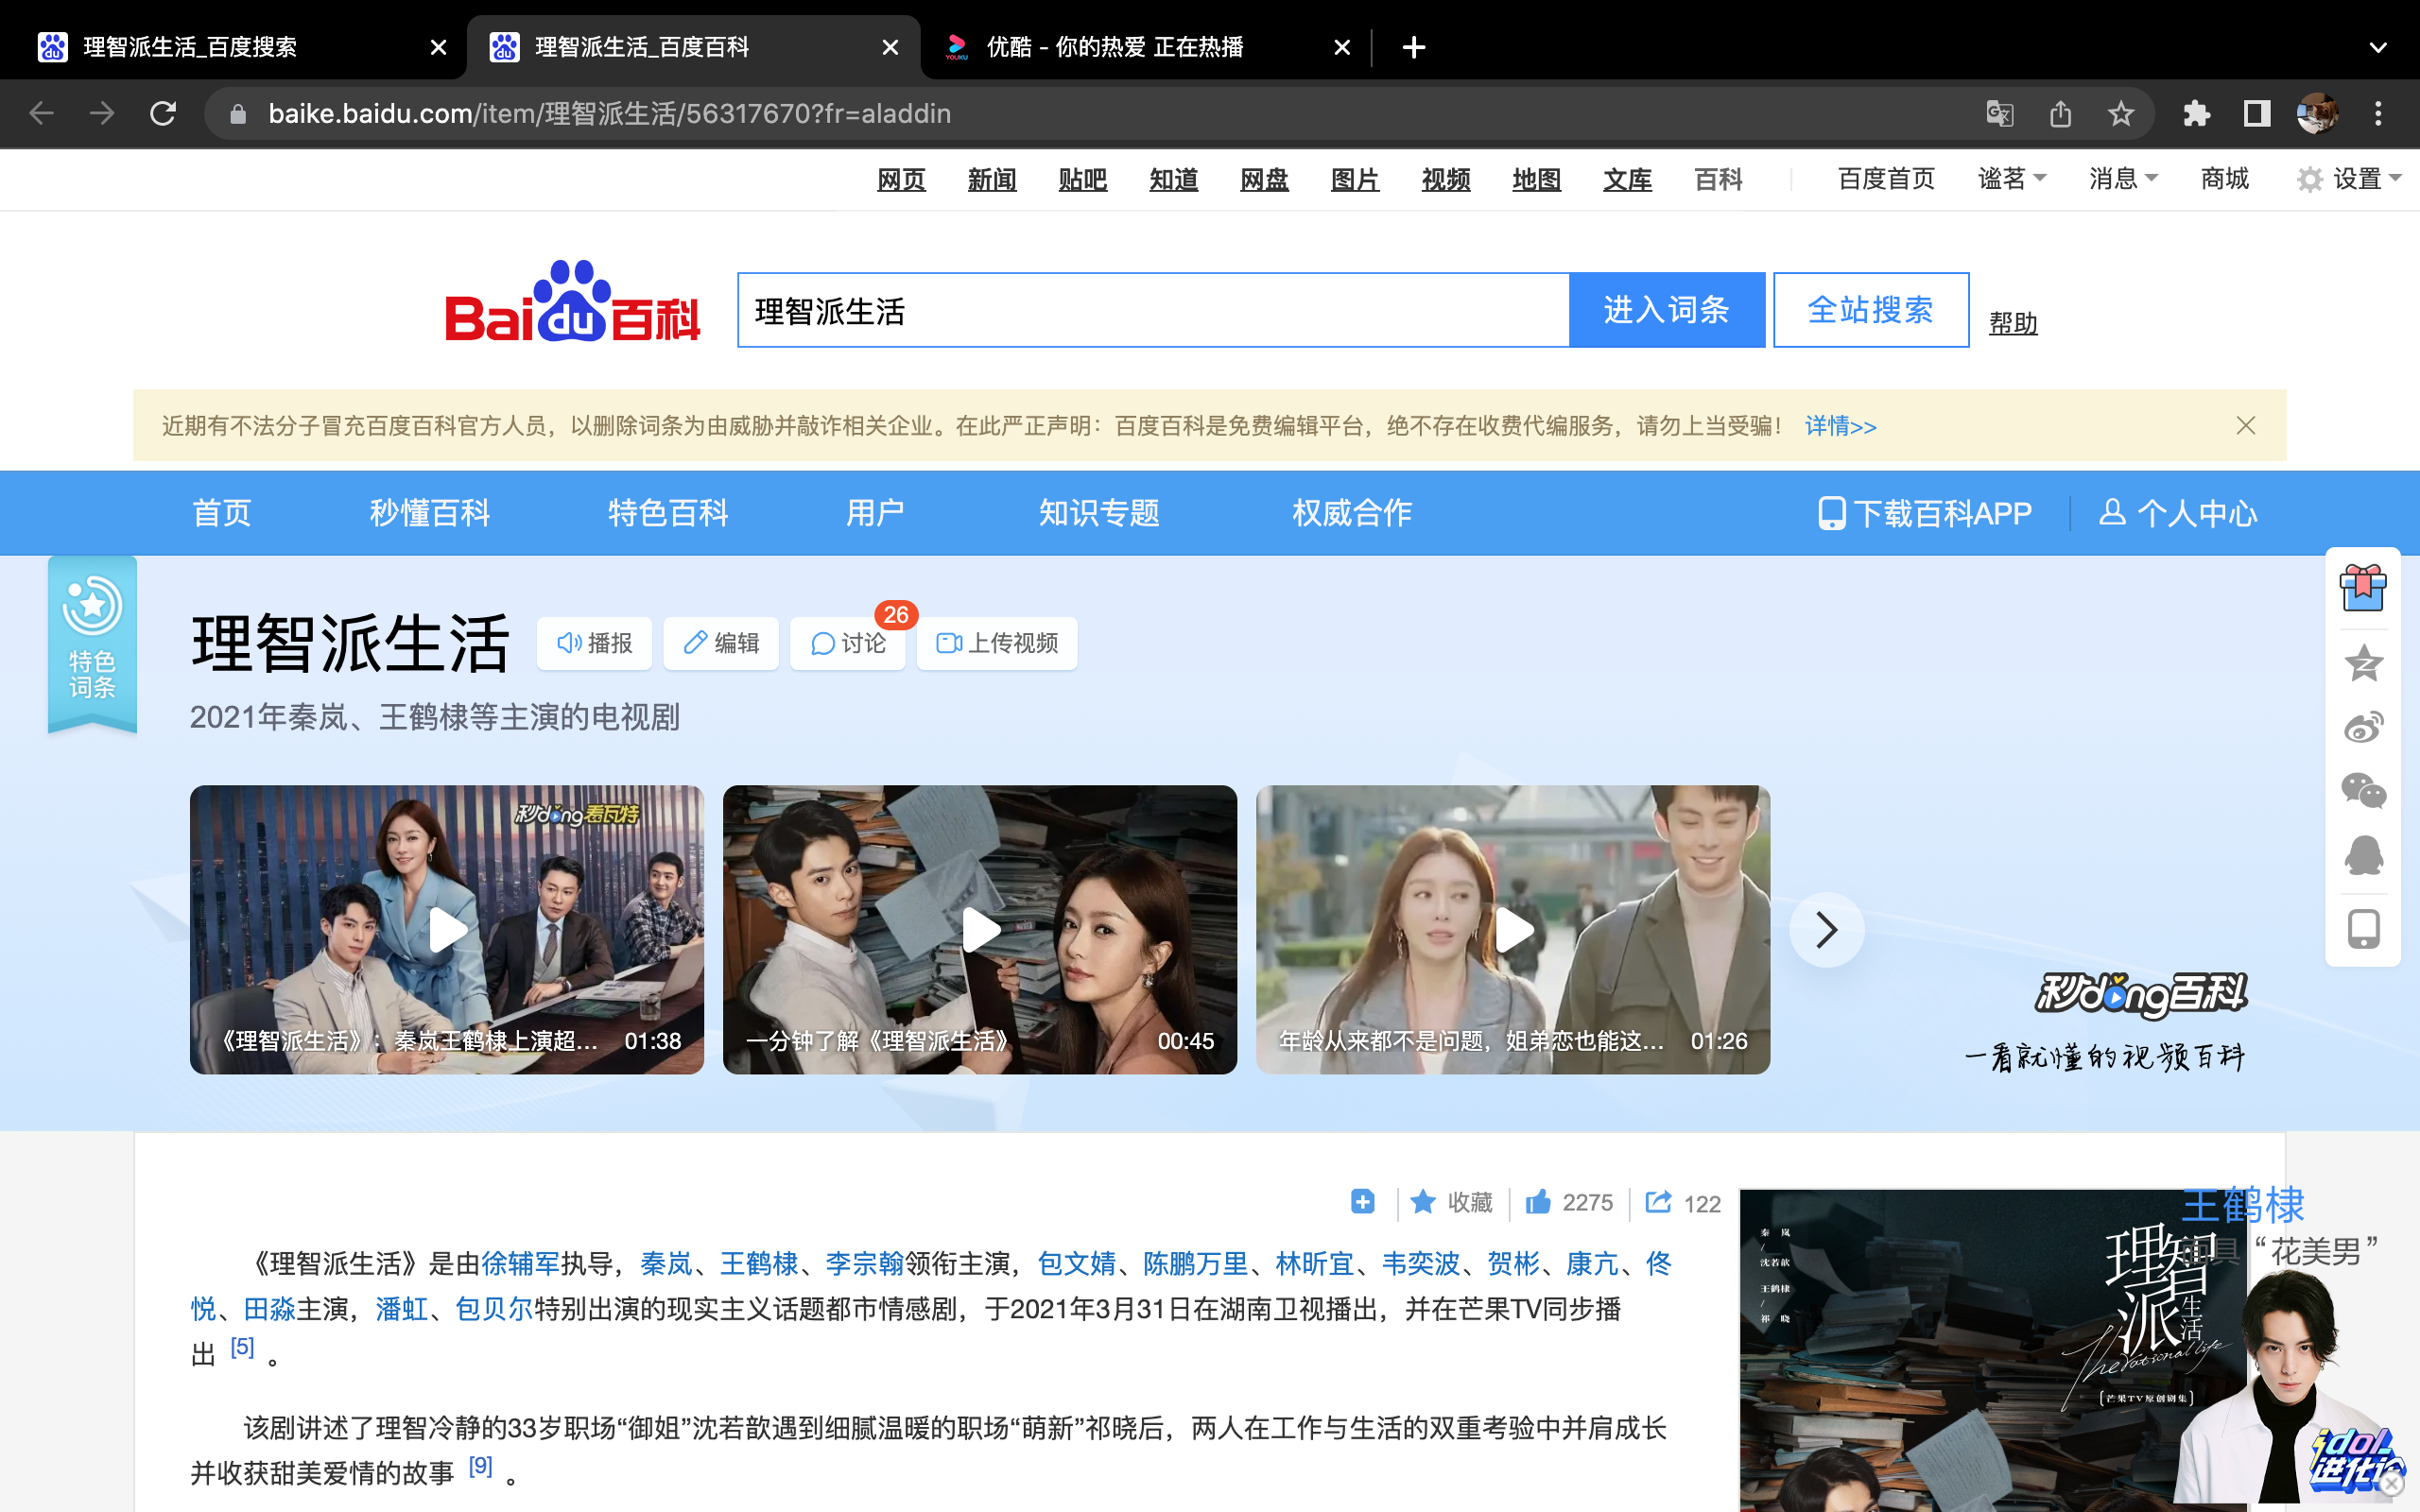 理智派生活_百度搜索
理智派生活_百度百科
优酷 - 你的热爱 正在热播
baike.baidu.com/item/理智派生活/56317670?fr=aladdin
网页 新闻 贴吧 知道 网盘 图片 视频 地图 文库 百科 百度首页 谧茗 消息 商城 设置
Baidu百科
理智派生活
进入词条
全站搜索
帮助
近期有不法分子冒充百度百科官方人员，以删除词条为由威胁并敲诈相关企业。在此严正声明：百度百科是免费编辑平台，绝不存在收费代编服务，请勿上当受骗！ 详情>>
首页 秒懂百科 特色百科 用户 知识专题 权威合作 下载百科APP 个人中心
特色
词条
理智派生活
播报
编辑
讨论
26
上传视频
2021年秦岚、王鹤棣等主演的电视剧
秒dong看瓦特
《理智派生活》：秦岚王鹤棣上演超... 01:38
一分钟了解《理智派生活》 00:45
年龄从来都不是问题，姐弟恋也能这... 01:26
秒dong百科
一看就懂的视频百科
收藏 2275 122
《理智派生活》是由徐辅军执导，秦岚、王鹤棣、李宗翰领衔主演，包文婧、陈鹏万里、林昕宜、韦奕波、贺彬、康亢、佟
悦、田淼主演，潘虹、包贝尔特别出演的现实主义话题都市情感剧，于2021年3月31日在湖南卫视播出，并在芒果TV同步播
出 [5] 。
该剧讲述了理智冷静的33岁职场“御姐”沈若歆遇到细腻温暖的职场“萌新”祁晓后，两人在工作与生活的双重考验中并肩成长
并收获甜美爱情的故事 [9] 。
秦 岚
/
沈若歆
王鹤棣
/
祁 晓
理智派
生活
The rational life
[芒果TV原创剧集]
王鹤棣
面具“花美男”
idol
进化论